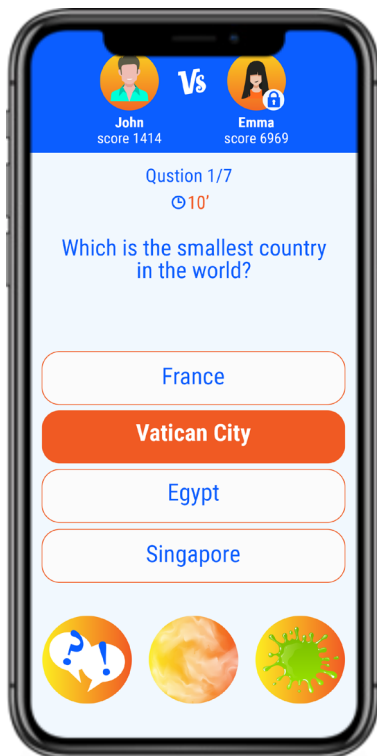 Vs
John
Emma
score 1414
score 6969
Qustion 1/7
10'
Which is the smallest country
in the world?
France
Vatican City
Egypt
Singapore
? !